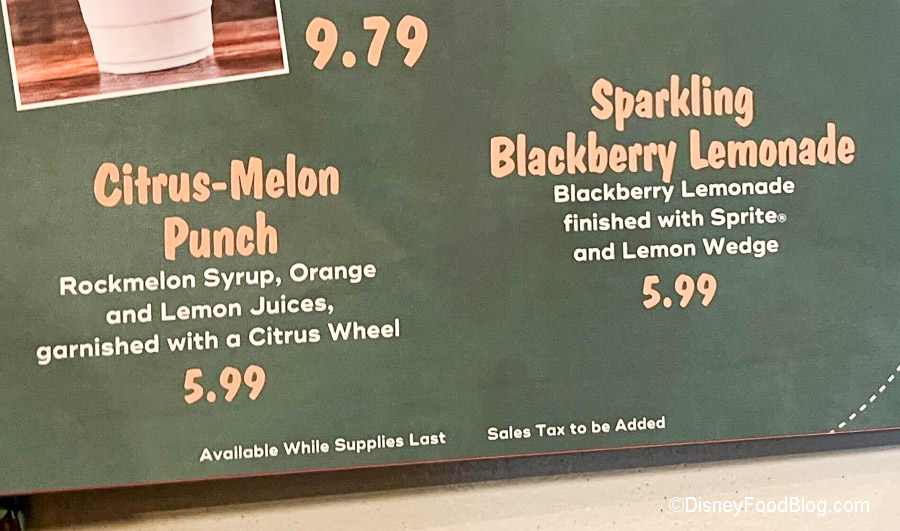 9.79
Citrus-Melon
Punch
Rockmelon Syrup, Orange
and Lemon Juices,
garnished with a Citrus Wheel
5.99
Sparkling
Blackberry Lemonade
Blackberry Lemonade
finished with Sprite®
and Lemon Wedge
5.99
Available While Supplies Last
Sales Tax to be Added
©DisneyFoodBlog.com